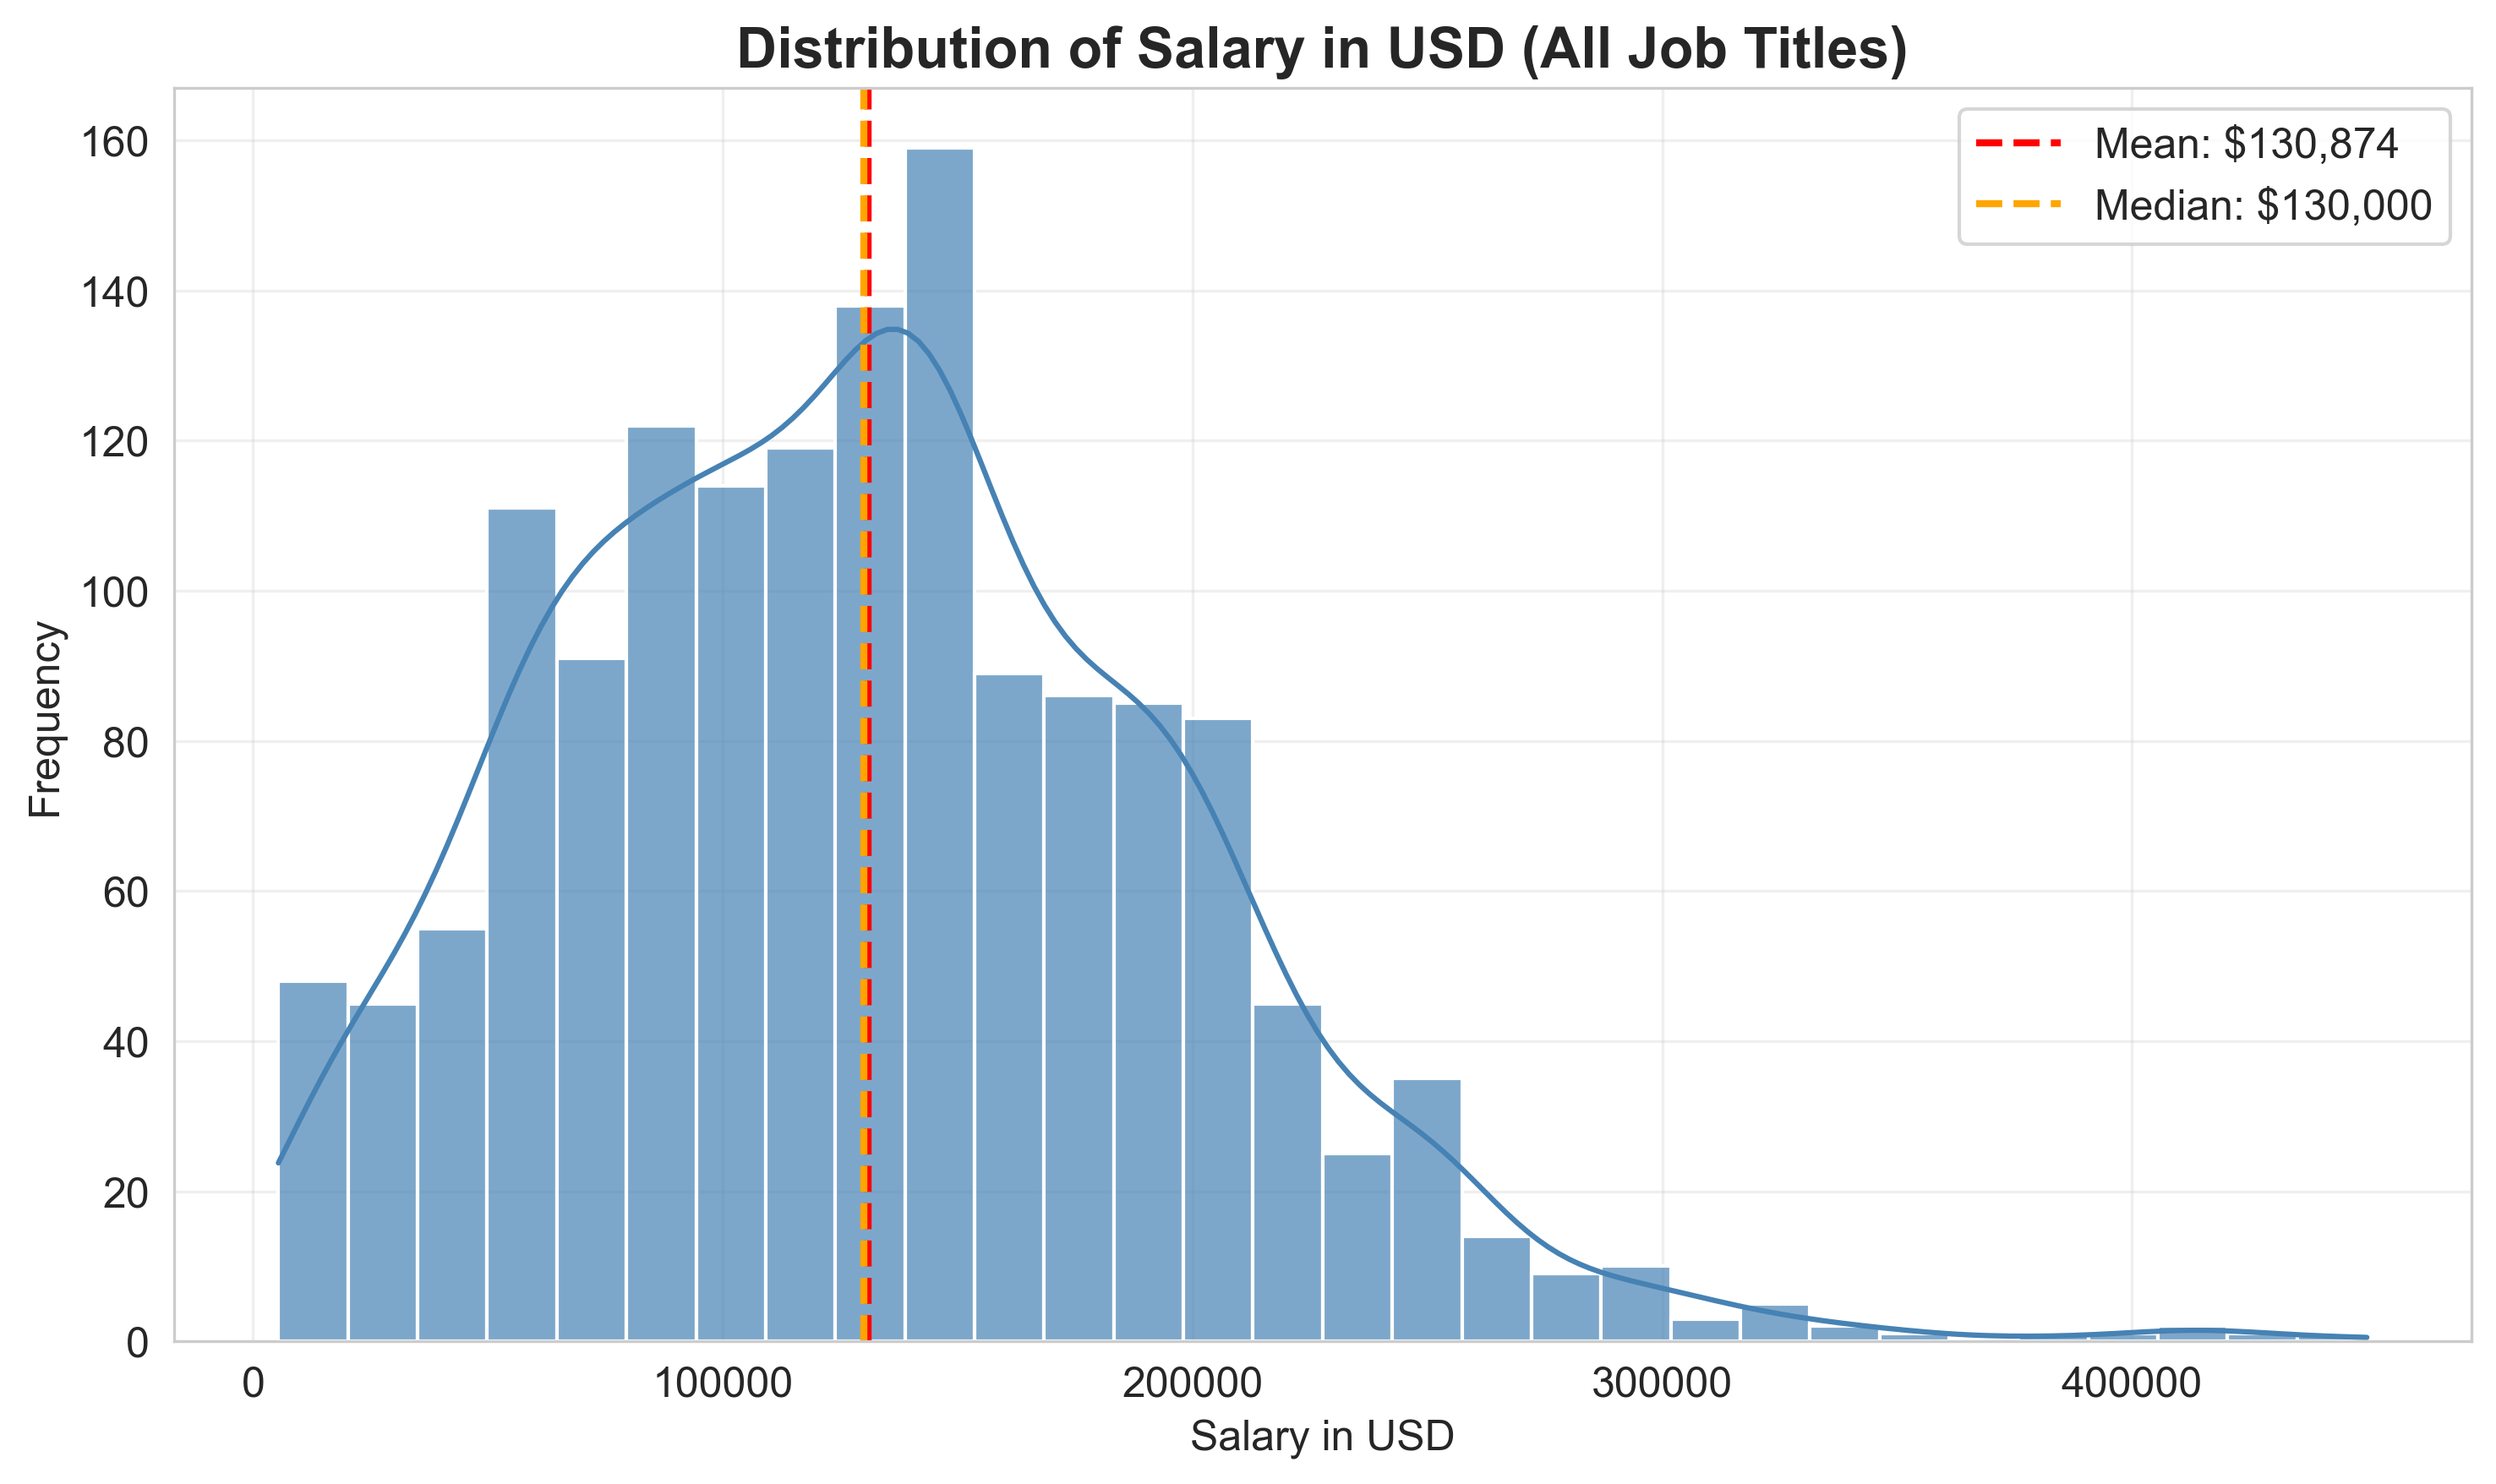 Distribution of Salary in USD (All Job Titles)
Mean: $130,874
Median: $130,000
160
140
120
100
80
60
40
20
0
Frequency
0 100000 200000 300000 400000
Salary in USD